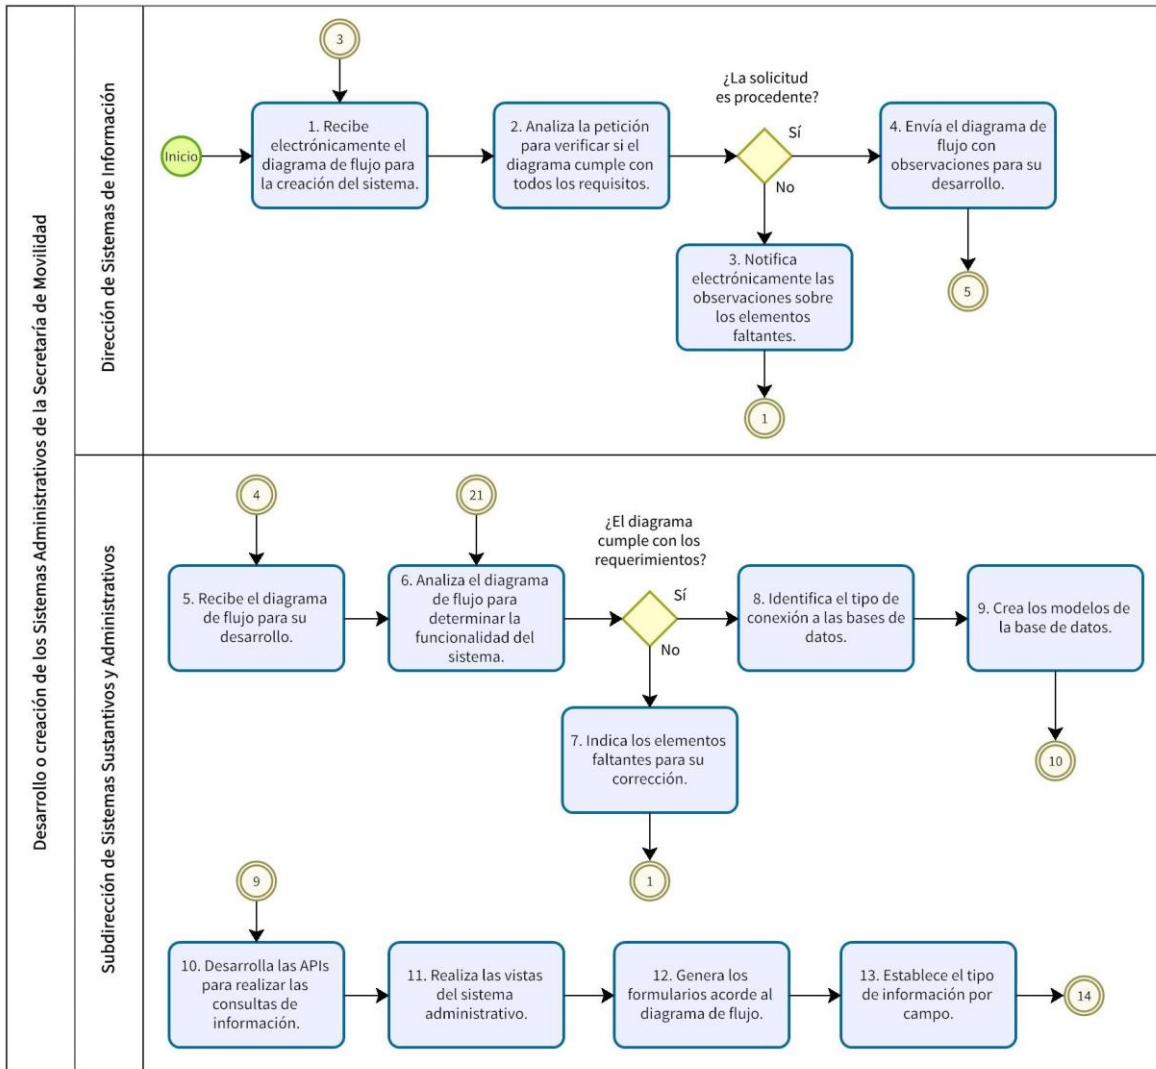 Desarrollo o creación de los Sistemas Administrativos de la Secretaría de Movilidad
Dirección de Sistemas de Información
3
¿La solicitud
es procedente?
Inicio
1. Recibe
electrónicamente el
diagrama de flujo para
la creación del sistema.
2. Analiza la petición
para verificar si el
diagrama cumple con
todos los requisitos.
Sí
No
4. Envía el diagrama de
flujo con
observaciones para su
desarrollo.
3. Notifica
electrónicamente las
observaciones sobre
los elementos
faltantes.
5
1
Subdirección de Sistemas Sustantivos y Administrativos
4
21
¿El diagrama
cumple con los
requerimientos?
5. Recibe el diagrama
de flujo para su
desarrollo.
6. Analiza el diagrama
de flujo para
determinar la
funcionalidad del
sistema.
Sí
No
8. Identifica el tipo de
conexión a las bases de
datos.
9. Crea los modelos de
la base de datos.
7. Indica los elementos
faltantes para su
corrección.
10
1
9
10. Desarrolla las APIs
para realizar las
consultas de
información.
11. Realiza las vistas
del sistema
administrativo.
12. Genera los
formularios acorde al
diagrama de flujo.
13. Establece el tipo
de información por
campo.
14